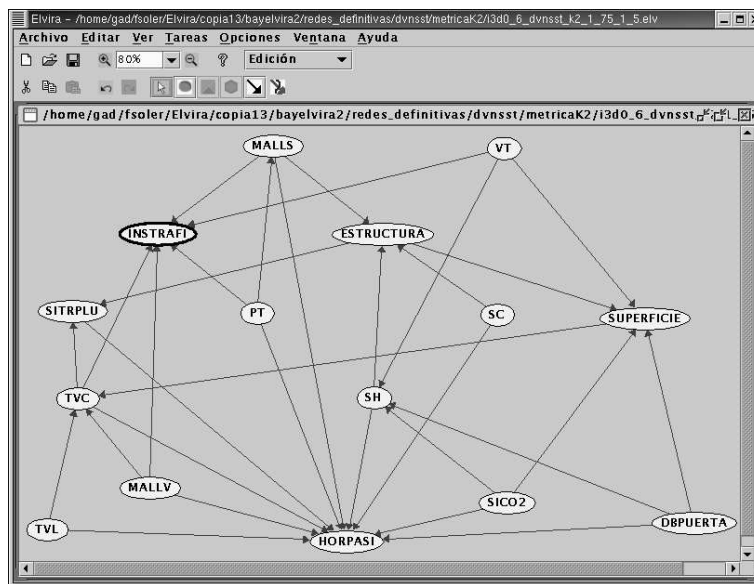 Elvira – /home/gad/fsoler/Elvira/copia13/bayelvira2/redes_definitivas/dvnsst/metricaK2/i3d0_6_dvnsst_k2_1_75_1_5.elv
Archivo Editar Ver Tareas Opciones Ventana Ayuda
80% Edición
/home/gad/fsoler/Elvira/copia13/bayelvira2/redes_definitivas/dvnsst/metricaK2/i3d0_6_dvnsst
MALLS VT
INSTRAFI ESTRUCTURA
SITRPLU PT SC SUPERFICIE
TVC SH
MALLV SICO2
TVL HORPASI DBPUERTA